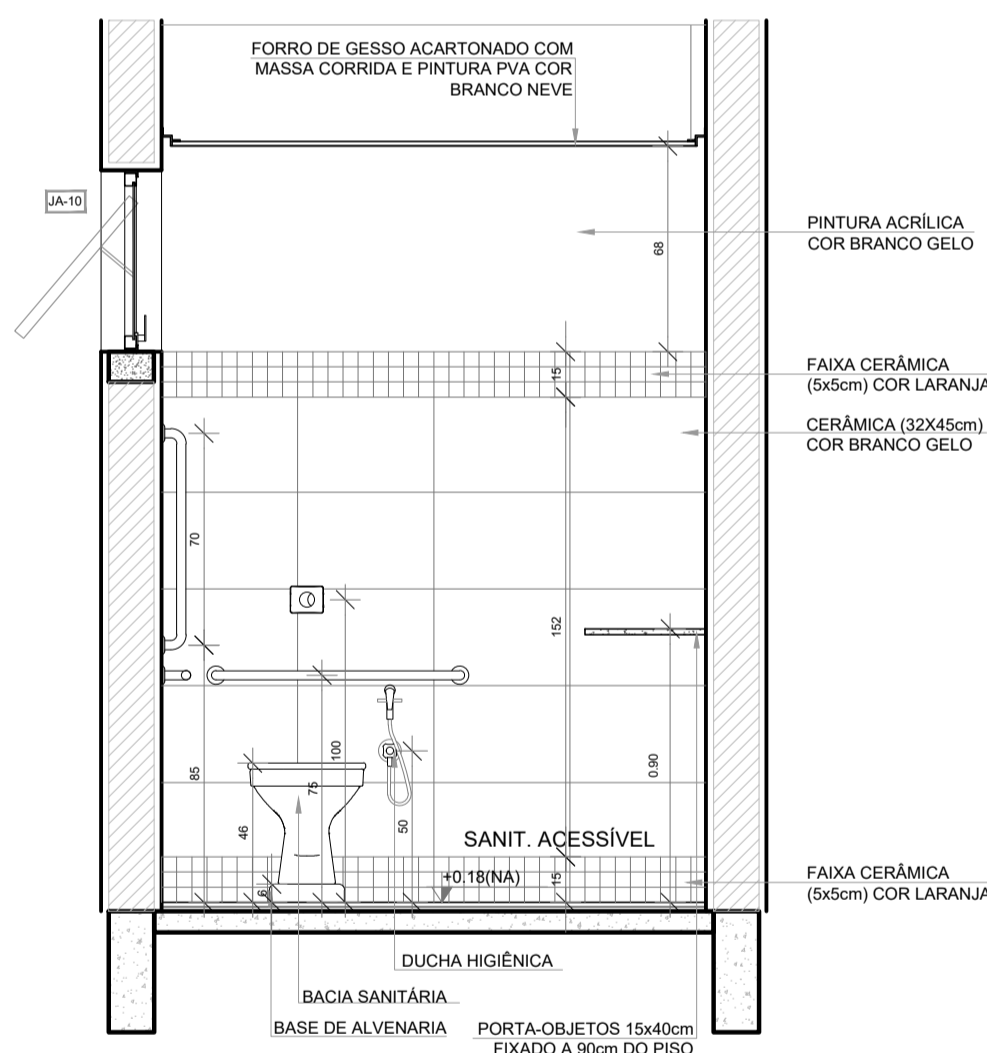 FORRO DE GESSO ACARTONADO COM
MASSA CORRIDA E PINTURA PVA COR
BRANCO NEVE
JA-10
PINTURA ACRÍLICA
COR BRANCO GELO
68
FAIXA CERÂMICA
(5x5cm) COR LARANJA
15
CERÂMICA (32X45cm)
COR BRANCO GELO
70
152
100
0.90
85
75
46
50
SANIT. ACESSÍVEL
+0.18(NA)
15
6
FAIXA CERÂMICA
(5x5cm) COR LARANJA
DUCHA HIGIÊNICA
BACIA SANITÁRIA
BASE DE ALVENARIA
PORTA-OBJETOS 15x40cm
FIXADO A 90cm DO PISO